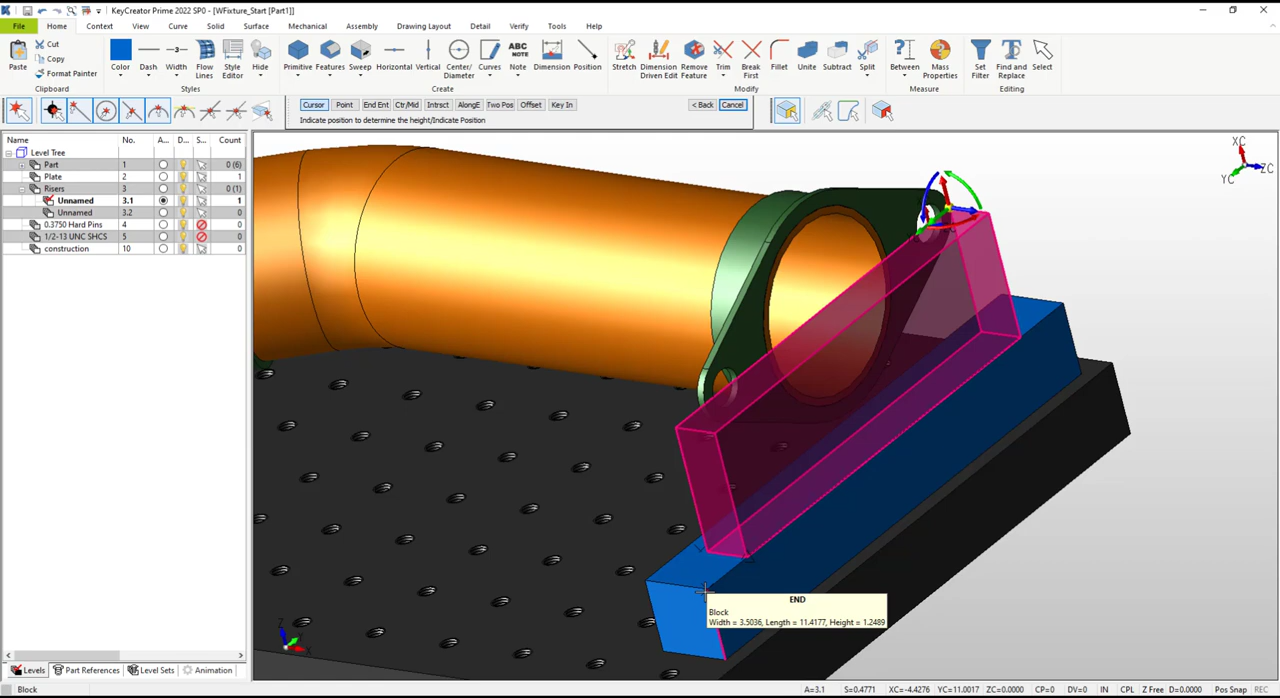 KeyCreator Prime 2022 SP0 - [WFixture_Start [Part1]]
File Home Context View Curve Solid Surface Mechanical Assembly Drawing Layout Detail Verify Tools Help
Paste Cut Copy Format Painter
Color Dash Width Flow Lines Style Editor Hide
Primitive Features Sweep Horizontal Vertical Center/Diameter Curves ABC NOTE Note Dimension Position
Stretch Dimension Driven Edit Remove Feature Trim Break First Fillet Unite Subtract Split
Between Mass Properties Set Filter Find and Replace Select
Clipboard Styles Create Modify Measure Editing
Cursor Point End Ent Ctr/Mid Intrsct AlongE Two Pos Offset Key In < Back Cancel
Indicate position to determine the height/Indicate Position
Name No. A... D... S... Count
Level Tree
Part 1 0 (6)
Plate 2 1
Risers 3 0 (1)
Unnamed 3.1 1
Unnamed 3.2 0
0.3750 Hard Pins 4 0
1/2-13 UNC SHCS 5 0
construction 10 0
XC
YC
ZC
END
Block
Width = 3.5036, Length = 11.4177, Height = 1.2489
Z
X
Levels Part References Level Sets Animation
Block A=3.1 S=0.4771 XC=-4.4276 YC=11.0017 ZC=0.0000 CP=0 DV=0 IN CPL Z Free D=0.0000 Pos Snap REC